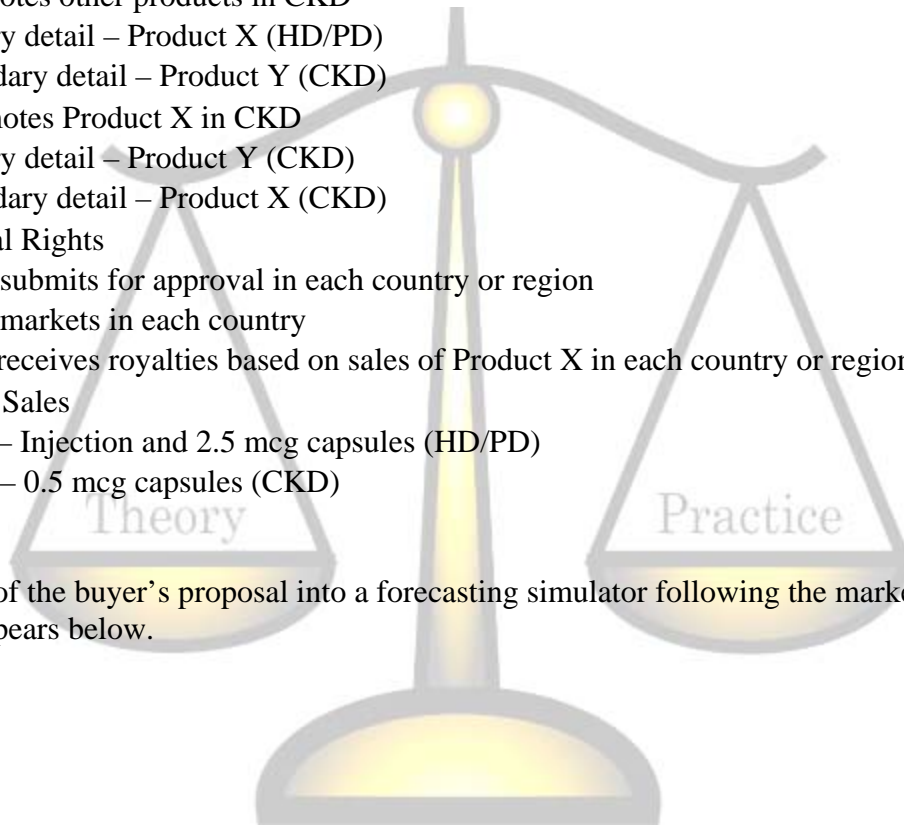 otes other products in CKD
y detail – Product X (HD/PD)
dary detail – Product Y (CKD)
notes Product X in CKD
y detail – Product Y (CKD)
dary detail – Product X (CKD)
al Rights
submits for approval in each country or region
markets in each country
receives royalties based on sales of Product X in each country or region
Sales
– Injection and 2.5 mcg capsules (HD/PD)
– 0.5 mcg capsules (CKD)
Theory Practice
of the buyer’s proposal into a forecasting simulator following the marke
pears below.